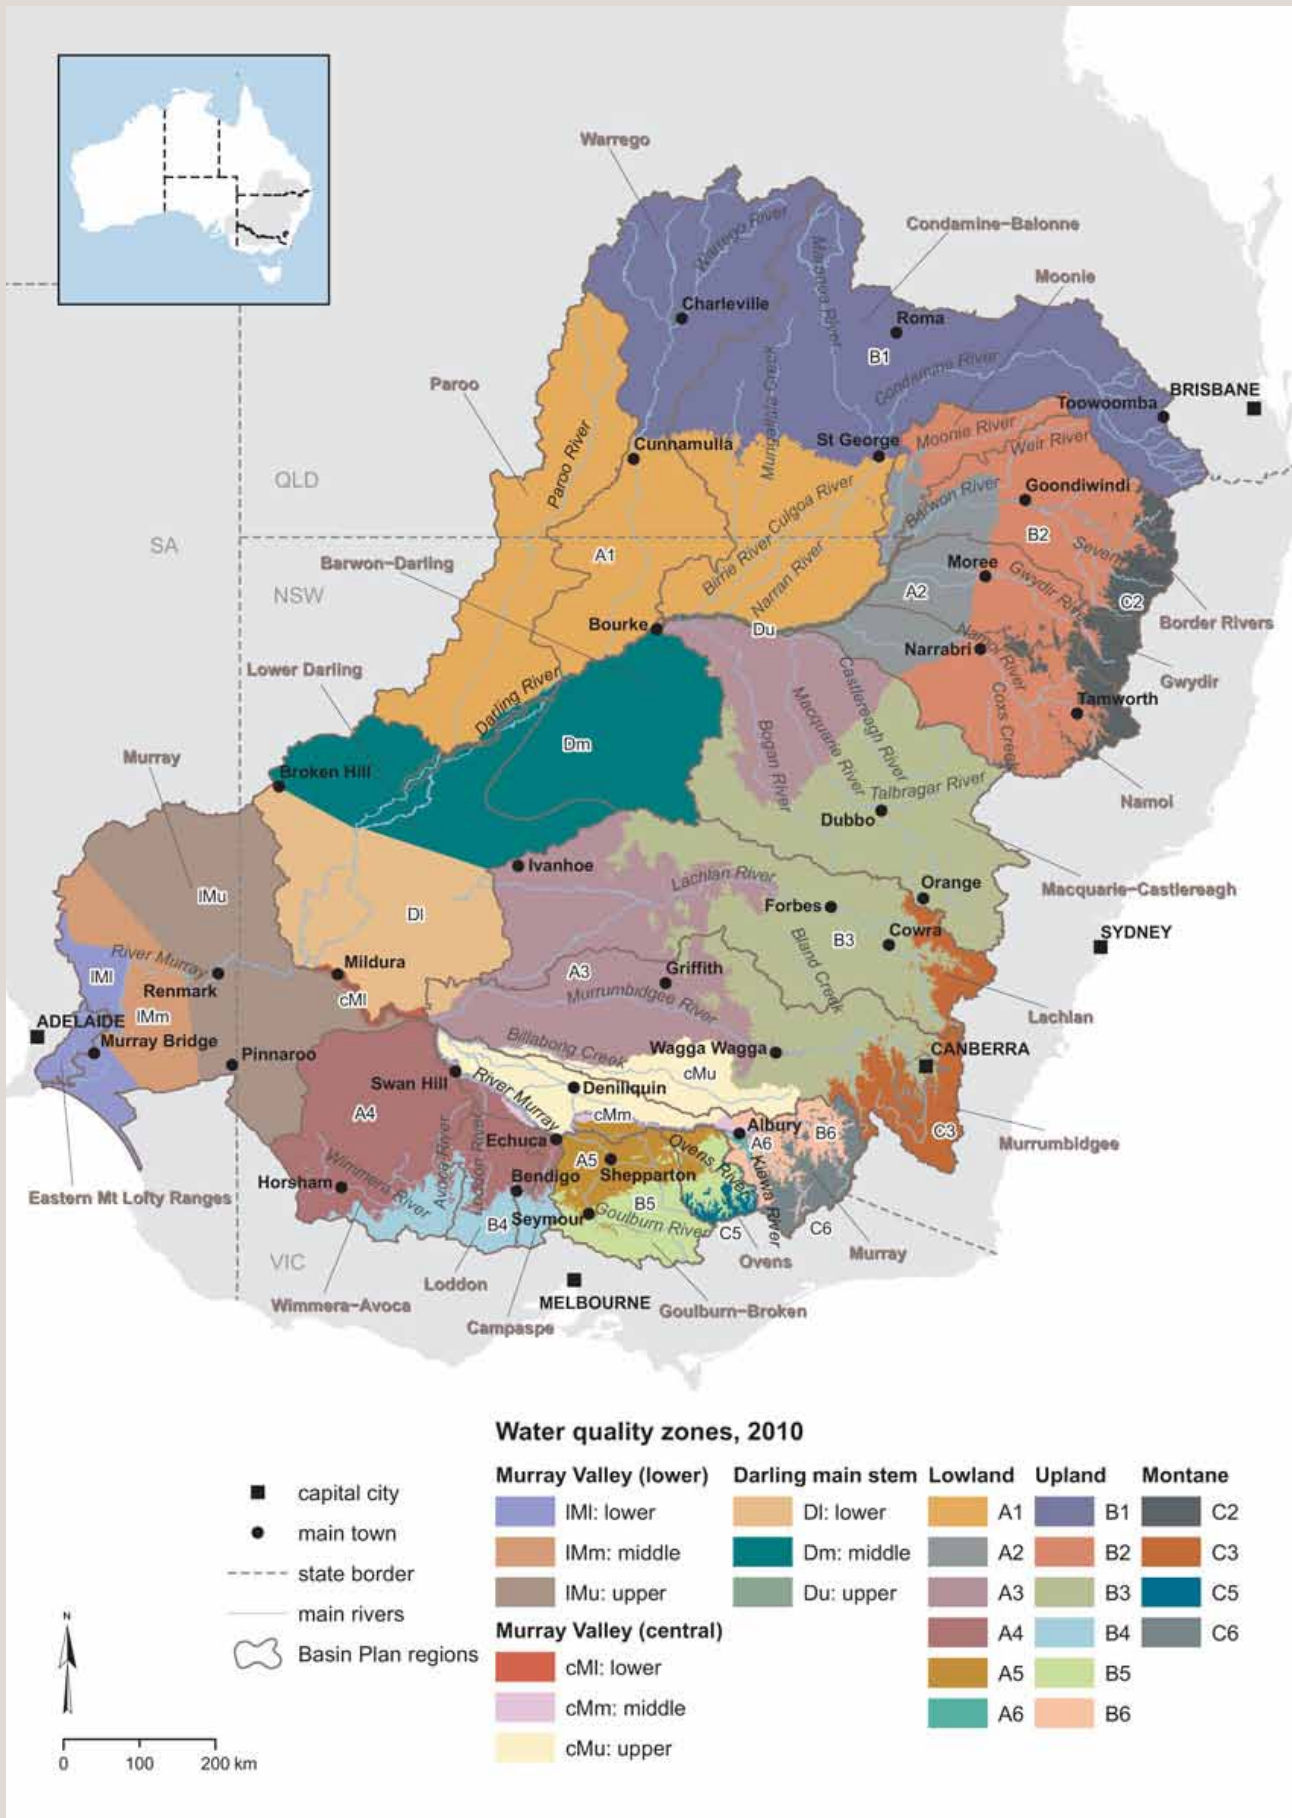 Warrego
Condamine–Balonne
Moonie
Warrego River
Maranoa River
Charleville
Roma
B1
Condamine River
Mungallala Creek
Paroo
BRISBANE
Toowoomba
Paroo River
Cunnamulla
St George
Moonie River
Weir River
QLD
Goondiwindi
Culgoa River
Barwon River
SA
A1
B2
Barwon–Darling
Birrie River
Narran River
Moree
Severn
Gwydir River
NSW
A2
C2
Bourke
Du
Border Rivers
Narrabri
Namoi River
Lower Darling
Castlereagh River
Gwydir
Darling River
Macquarie River
Coxs Creek
Tamworth
Bogan River
Dm
Murray
Broken Hill
Talbragar River
Namoi
Dubbo
Ivanhoe
Lachlan River
Orange
Macquarie–Castlereagh
lMu
Dl
Forbes
B3
Cowra
SYDNEY
River Murray
Mildura
Bland Creek
lMl
Renmark
cMl
A3
Griffith
Murrumbidgee River
lMm
Lachlan
ADELAIDE
Murray Bridge
Pinnaroo
Billabong Creek
Wagga Wagga
CANBERRA
cMu
Swan Hill
River Murray
Deniliquin
A4
cMm
Albury
B6
C3
Murrumbidgee
Echuca
A6
Avoca River
Loddon River
A5
Ovens River
Kiewa River
Shepparton
Wimmera River
Horsham
Bendigo
Eastern Mt Lofty Ranges
B5
B4
Seymour
Goulburn River
C5
C6
VIC
Murray
Ovens
Loddon
Wimmera–Avoca
MELBOURNE
Goulburn–Broken
Campaspe
Water quality zones, 2010
Murray Valley (lower)
lMl: lower
lMm: middle
lMu: upper
Murray Valley (central)
cMl: lower
cMm: middle
cMu: upper
Darling main stem
Dl: lower
Dm: middle
Du: upper
Lowland
A1
A2
A3
A4
A5
A6
Upland
B1
B2
B3
B4
B5
B6
Montane
C2
C3
C5
C6
capital city
main town
state border
main rivers
Basin Plan regions
N
0 100 200 km